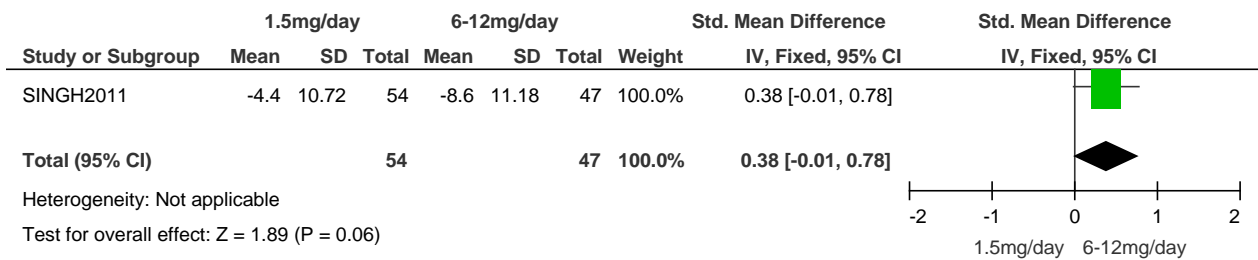 1.5mg/day 6-12mg/day Std. Mean Difference Std. Mean Difference
Study or Subgroup Mean SD Total Mean SD Total Weight IV, Fixed, 95% CI IV, Fixed, 95% CI
SINGH2011 -4.4 10.72 54 -8.6 11.18 47 100.0% 0.38 [-0.01, 0.78]
Total (95% CI) 54 47 100.0% 0.38 [-0.01, 0.78]
Heterogeneity: Not applicable
Test for overall effect: Z = 1.89 (P = 0.06)
-2 -1 0 1 2
1.5mg/day 6-12mg/day